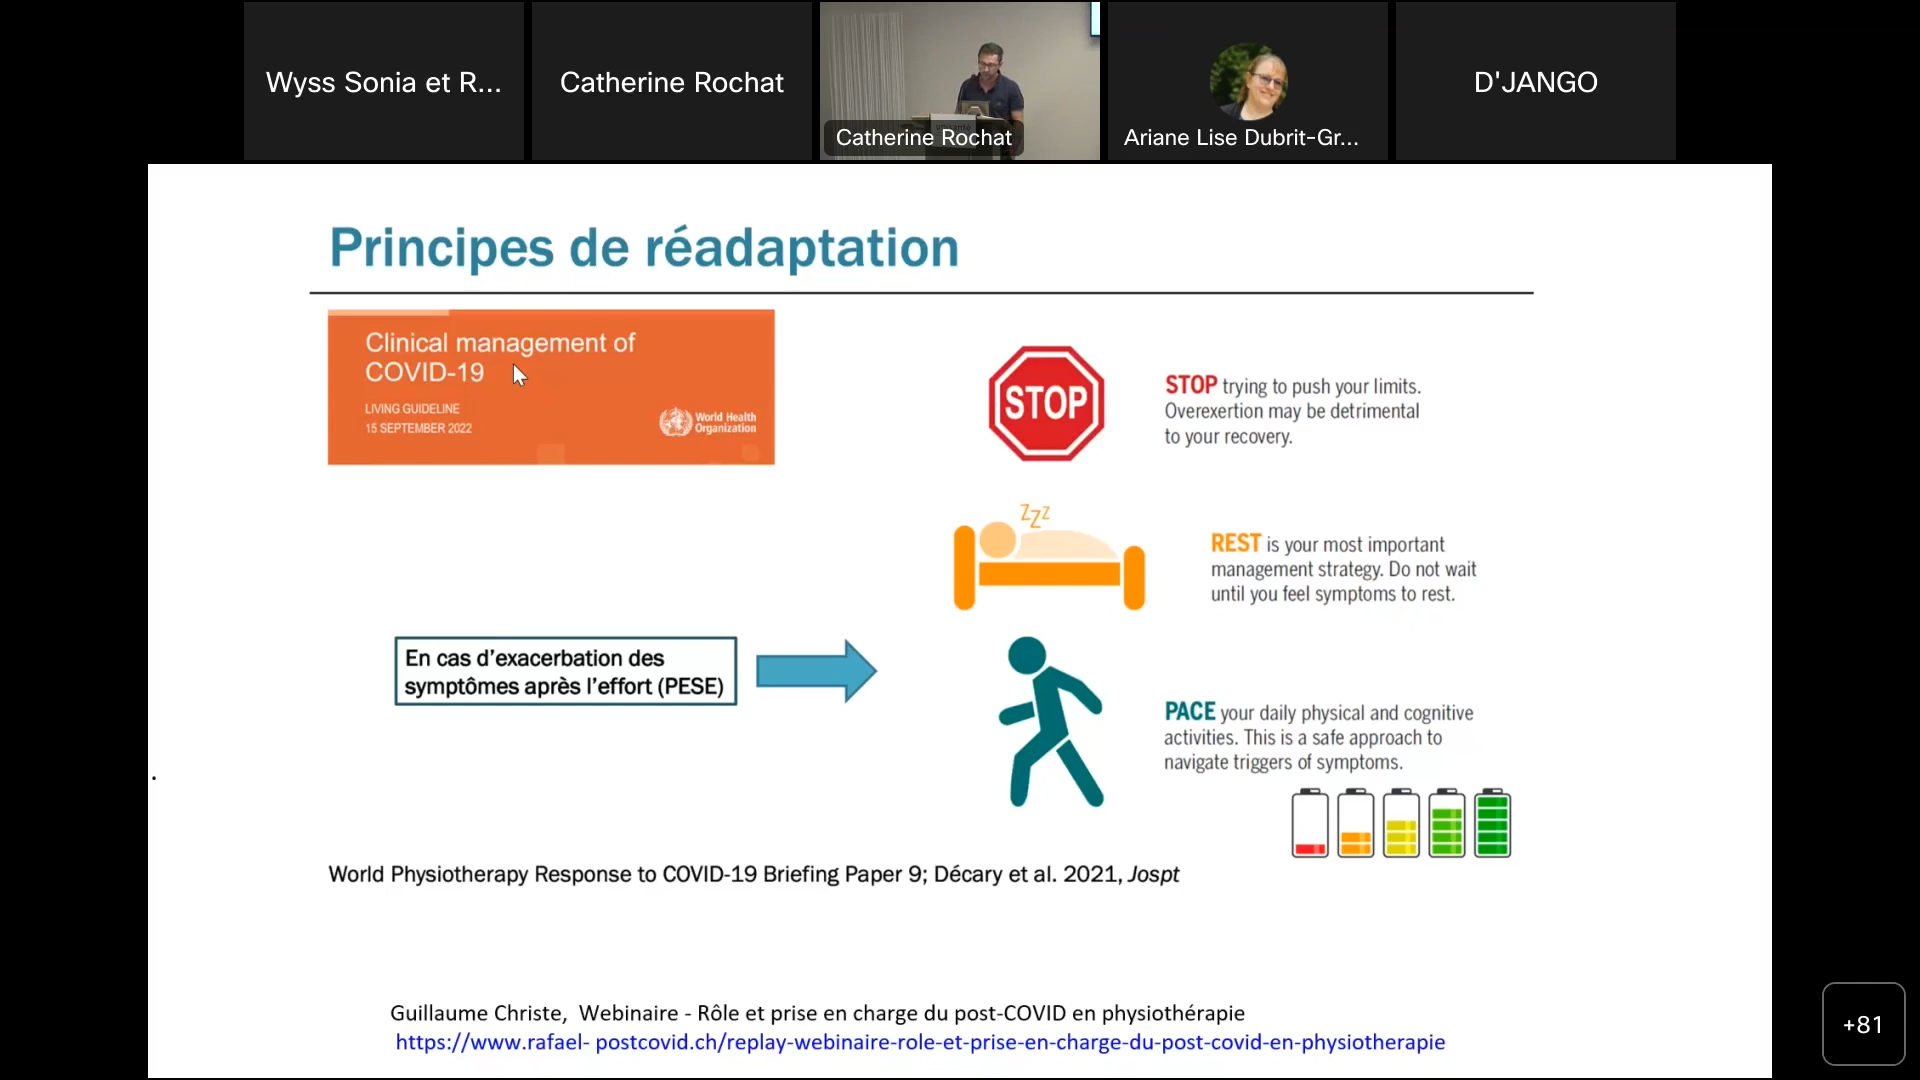 Wyss Sonia et R...
Catherine Rochat
Catherine Rochat
Ariane Lise Dubrit-Gr...
D'JANGO
Principes de réadaptation
Clinical management of
COVID-19
LIVING GUIDELINE
15 SEPTEMBER 2022
World Health
Organization
STOP
STOP trying to push your limits.
Overexertion may be detrimental
to your recovery.
ZZZ
REST is your most important
management strategy. Do not wait
until you feel symptoms to rest.
En cas d'exacerbation des
symptômes après l'effort (PESE)
PACE your daily physical and cognitive
activities. This is a safe approach to
navigate triggers of symptoms.
.
World Physiotherapy Response to COVID-19 Briefing Paper 9; Décary et al. 2021, Jospt
Guillaume Christe, Webinaire - Rôle et prise en charge du post-COVID en physiothérapie
https://www.rafael- postcovid.ch/replay-webinaire-role-et-prise-en-charge-du-post-covid-en-physiotherapie
+81